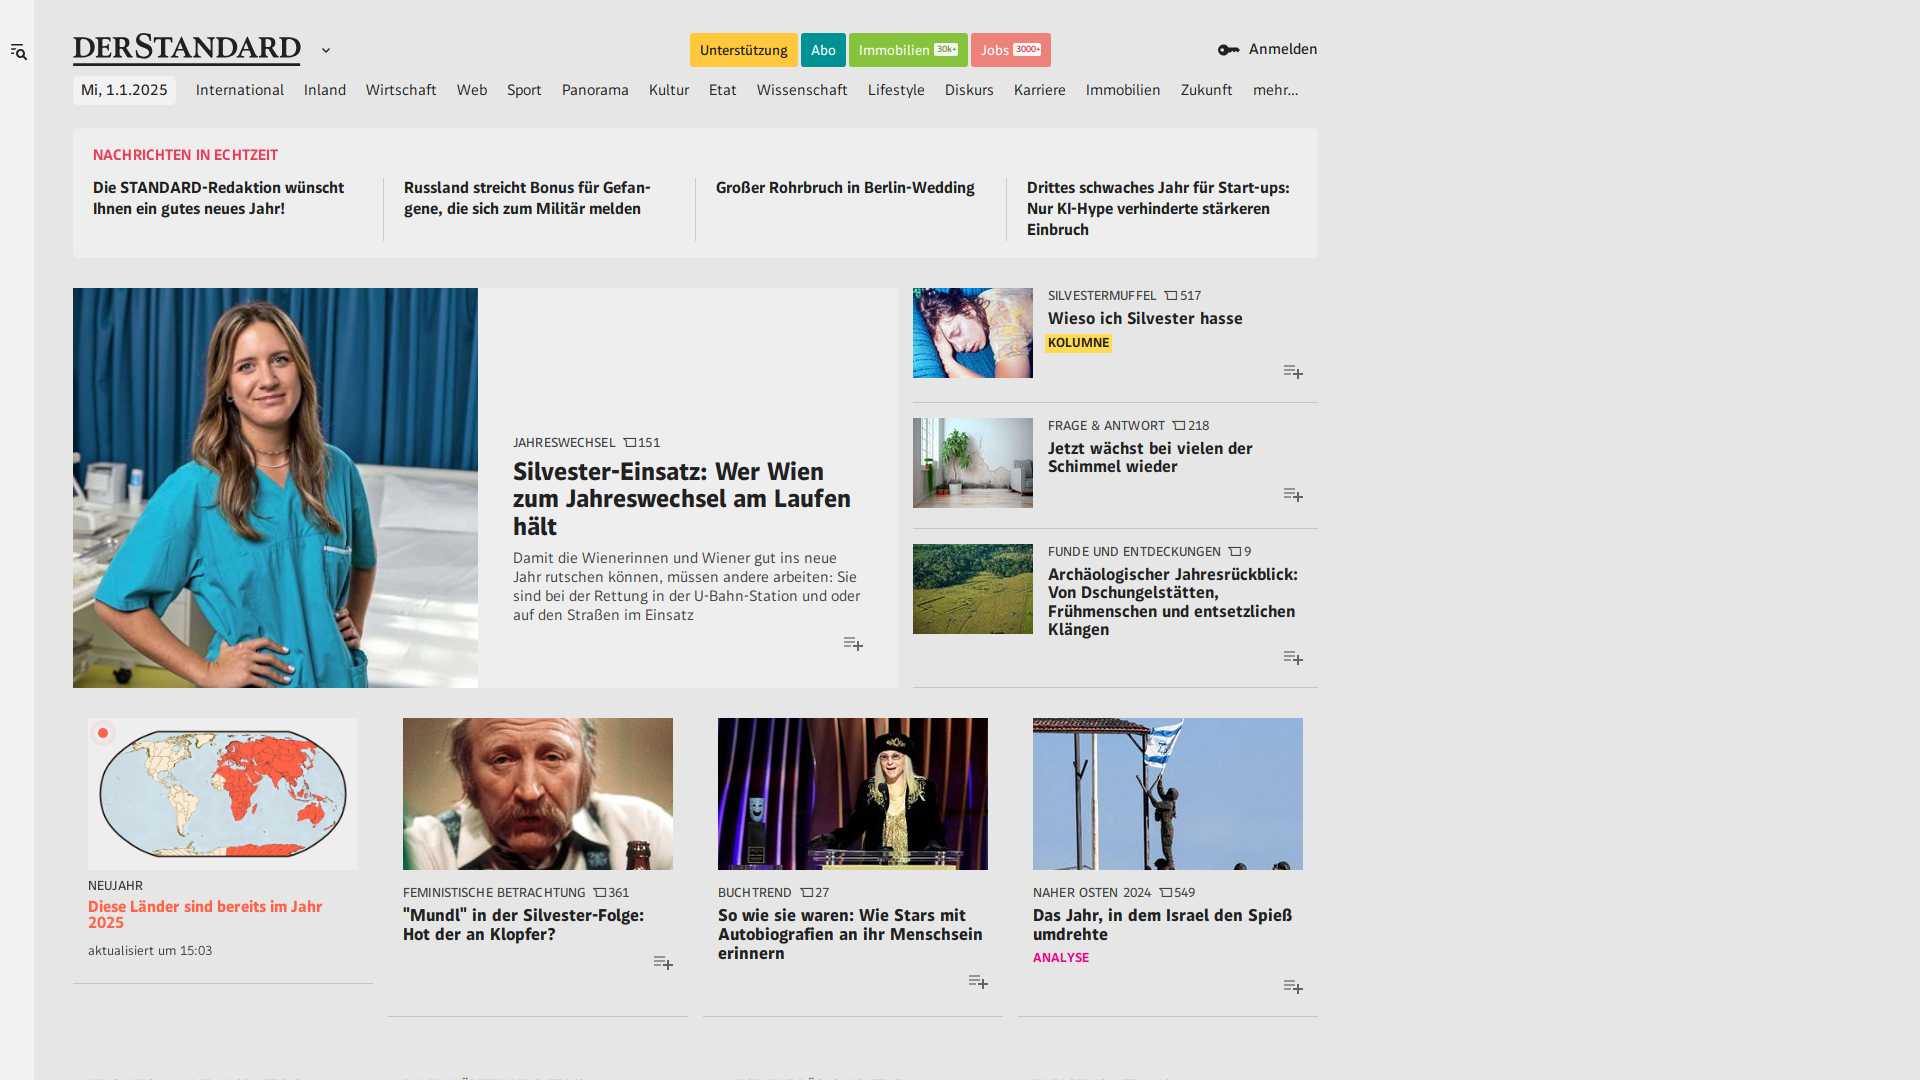 DERSTANDARD
Unterstützung
Abo
Immobilien 30k+
Jobs 3000+
Anmelden
Mi, 1.1.2025
International
Inland
Wirtschaft
Web
Sport
Panorama
Kultur
Etat
Wissenschaft
Lifestyle
Diskurs
Karriere
Immobilien
Zukunft
mehr...
NACHRICHTEN IN ECHTZEIT
Die STANDARD-Redaktion wünscht
Ihnen ein gutes neues Jahr!
Russland streicht Bonus für Gefan-
gene, die sich zum Militär melden
Großer Rohrbruch in Berlin-Wedding
Drittes schwaches Jahr für Start-ups:
Nur KI-Hype verhinderte stärkeren
Einbruch
JAHRESWECHSEL 151
Silvester-Einsatz: Wer Wien
zum Jahreswechsel am Laufen
hält
Damit die Wienerinnen und Wiener gut ins neue
Jahr rutschen können, müssen andere arbeiten: Sie
sind bei der Rettung in der U-Bahn-Station und oder
auf den Straßen im Einsatz
SILVESTERMUFFEL 517
Wieso ich Silvester hasse
KOLUMNE
FRAGE & ANTWORT 218
Jetzt wächst bei vielen der
Schimmel wieder
FUNDE UND ENTDECKUNGEN 9
Archäologischer Jahresrückblick:
Von Dschungelstätten,
Frühmenschen und entsetzlichen
Klängen
NEUJAHR
Diese Länder sind bereits im Jahr
2025
aktualisiert um 15:03
FEMINISTISCHE BETRACHTUNG 361
"Mundl" in der Silvester-Folge:
Hot der an Klopfer?
BUCHTREND 27
So wie sie waren: Wie Stars mit
Autobiografien an ihr Menschsein
erinnern
NAHER OSTEN 2024 549
Das Jahr, in dem Israel den Spieß
umdrehte
ANALYSE